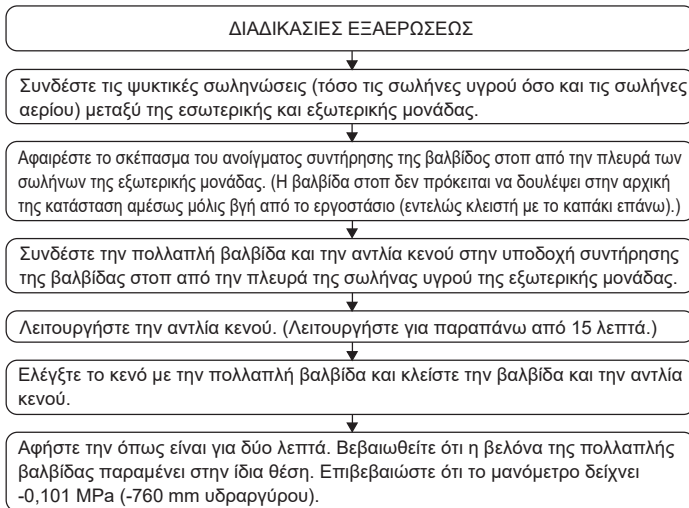 ΔΙΑΔΙΚΑΣΙΕΣ ΕΞΑΕΡΩΣΕΩΣ
Συνδέστε τις ψυκτικές σωληνώσεις (τόσο τις σωλήνες υγρού όσο και τις σωλήνες
αερίου) μεταξύ της εσωτερικής και εξωτερικής μονάδας.
Αφαιρέστε το σκέπασμα του ανοίγματος συντήρησης της βαλβίδος στοπ από την πλευρά των
σωλήνων της εξωτερικής μονάδας. (Η βαλβίδα στοπ δεν πρόκειται να δουλέψει στην αρχική
της κατάσταση αμέσως μόλις βγή από το εργοστάσιο (εντελώς κλειστή με το καπάκι επάνω).)
Συνδέστε την πολλαπλή βαλβίδα και την αντλία κενού στην υποδοχή συντήρησης
της βαλβίδας στοπ από την πλευρά της σωλήνας υγρού της εξωτερικής μονάδας.
Λειτουργήστε την αντλία κενού. (Λειτουργήστε για παραπάνω από 15 λεπτά.)
Ελέγξτε το κενό με την πολλαπλή βαλβίδα και κλείστε την βαλβίδα και την αντλία
κενού.
Αφήστε την όπως είναι για δύο λεπτά. Βεβαιωθείτε ότι η βελόνα της πολλαπλής
βαλβίδας παραμένει στην ίδια θέση. Επιβεβαιώστε ότι το μανόμετρο δείχνει
-0,101 MPa (-760 mm υδραργύρου).